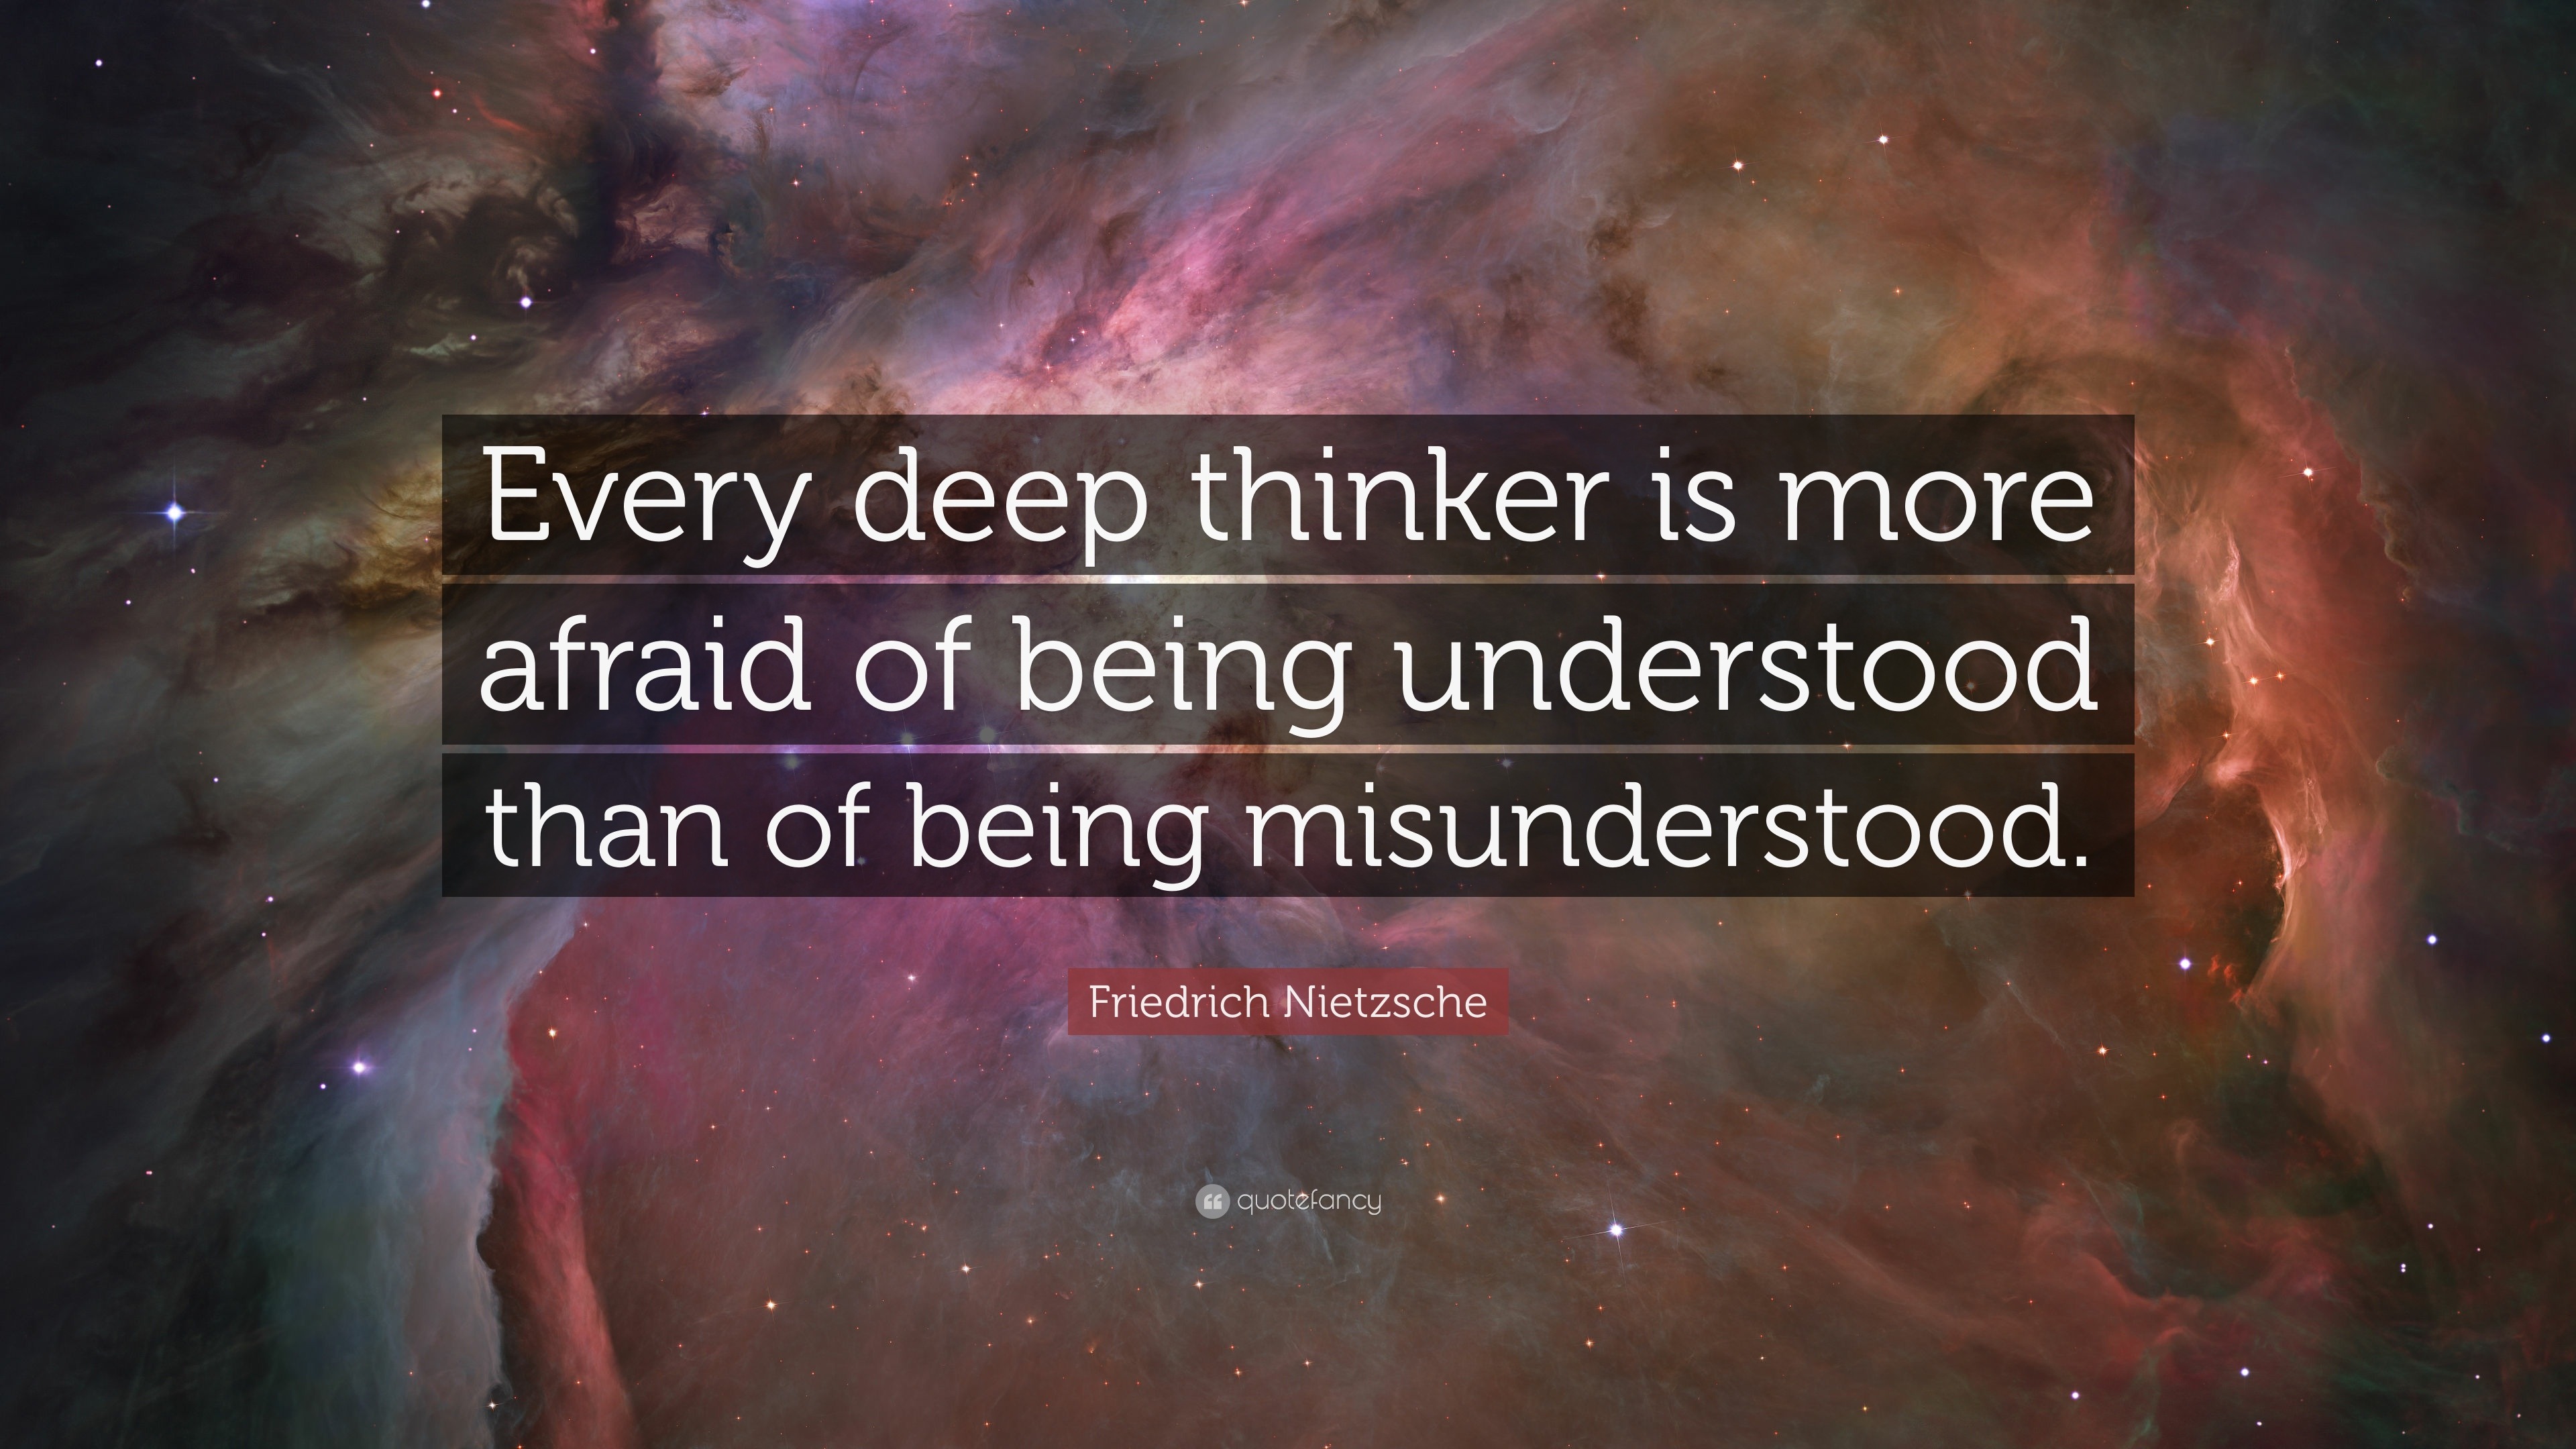 Every deep thinker is more
afraid of being understood
than of being misunderstood.
Friedrich Nietzsche
quotefancy